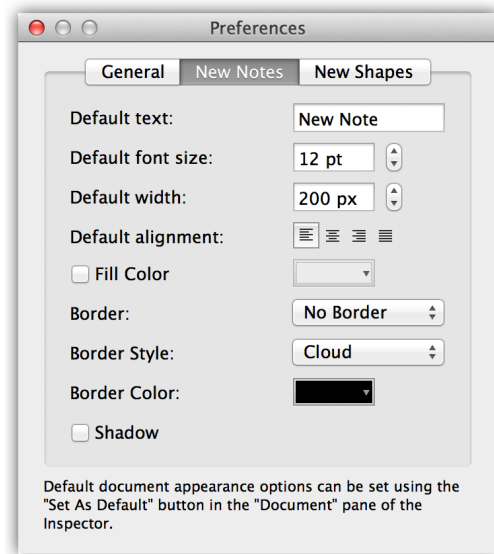 Preferences
General New Notes New Shapes
Default text: New Note
Default font size: 12 pt
Default width: 200 px
Default alignment:
Fill Color
Border: No Border
Border Style: Cloud
Border Color:
Shadow
Default document appearance options can be set using the
"Set As Default" button in the "Document" pane of the
Inspector.